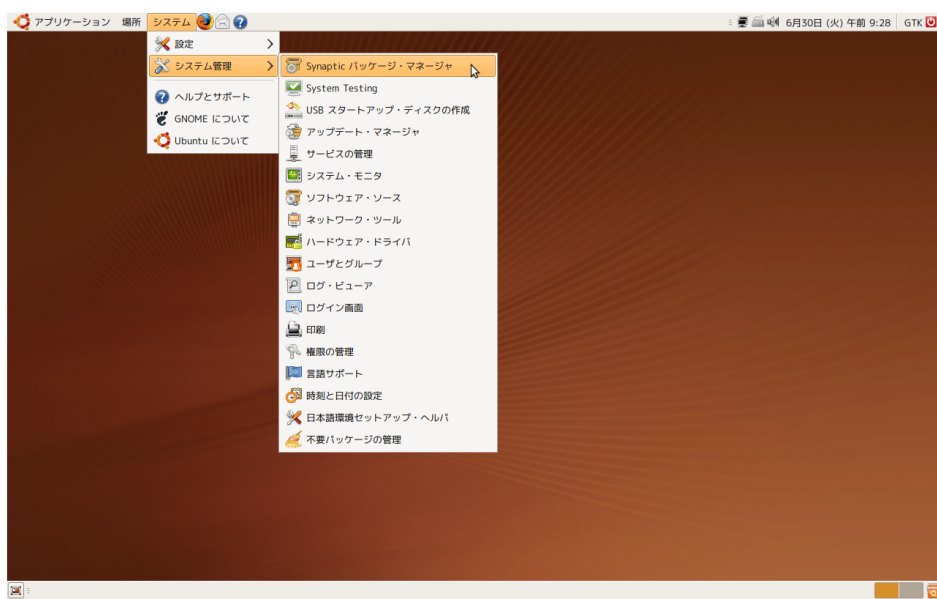 アプリケーション 場所 システム 6月30日 (火) 午前 9:28 GTK
設定
システム管理
ヘルプとサポート
GNOME について
Ubuntu について
Synaptic パッケージ・マネージャ
System Testing
USB スタートアップ・ディスクの作成
アップデート・マネージャ
サービスの管理
システム・モニタ
ソフトウェア・ソース
ネットワーク・ツール
ハードウェア・ドライバ
ユーザとグループ
ログ・ビューア
ログイン画面
印刷
権限の管理
言語サポート
時刻と日付の設定
日本語環境セットアップ・ヘルパ
不要パッケージの管理